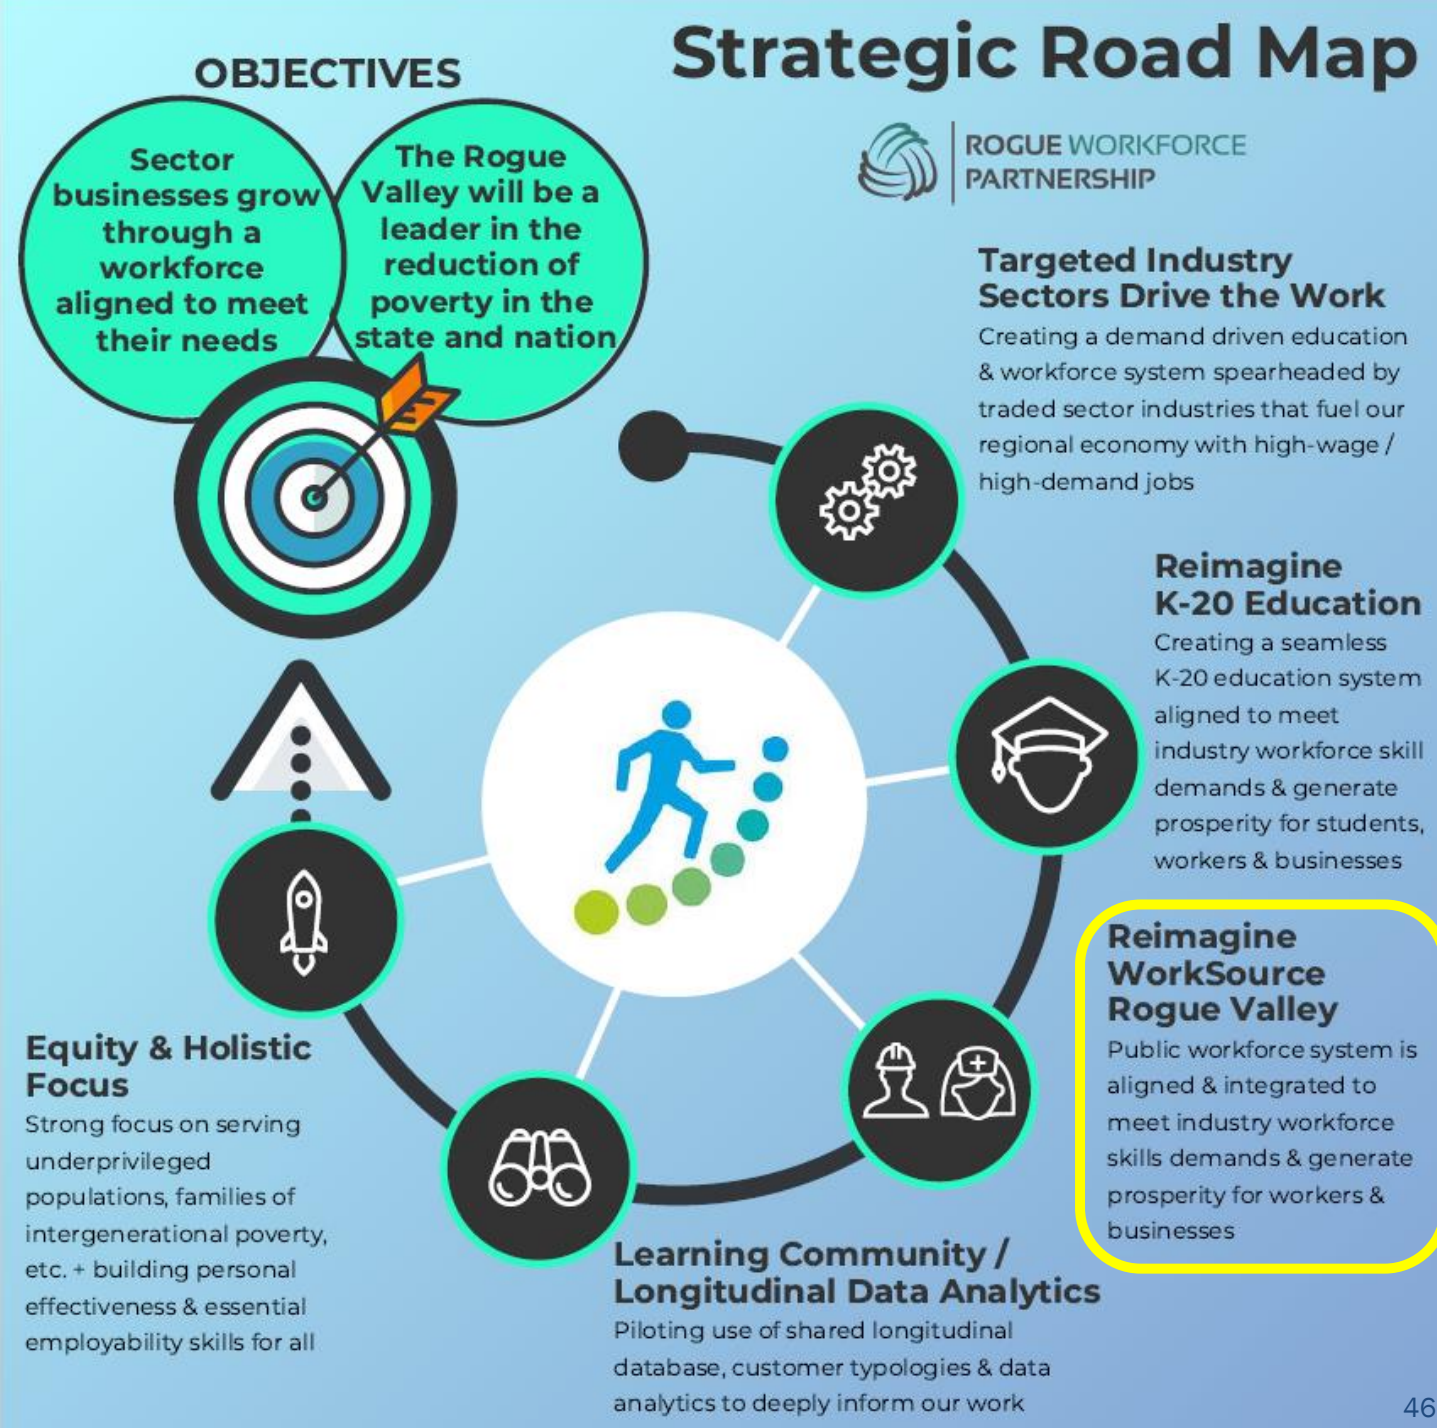 Strategic Road Map
OBJECTIVES
Sector
businesses grow
through a
workforce
aligned to meet
their needs
The Rogue
Valley will be a
leader in the
reduction of
poverty in the
state and nation
ROGUE WORKFORCE
PARTNERSHIP
Targeted Industry
Sectors Drive the Work
Creating a demand driven education
& workforce system spearheaded by
traded sector industries that fuel our
regional economy with high-wage /
high-demand jobs
Reimagine
K-20 Education
Creating a seamless
K-20 education system
aligned to meet
industry workforce skill
demands & generate
prosperity for students,
workers & businesses
Reimagine
WorkSource
Rogue Valley
Public workforce system is
aligned & integrated to
meet industry workforce
skills demands & generate
prosperity for workers &
businesses
Learning Community /
Longitudinal Data Analytics
Piloting use of shared longitudinal
database, customer typologies & data
analytics to deeply inform our work
Equity & Holistic
Focus
Strong focus on serving
underprivileged
populations, families of
intergenerational poverty,
etc. + building personal
effectiveness & essential
employability skills for all
46